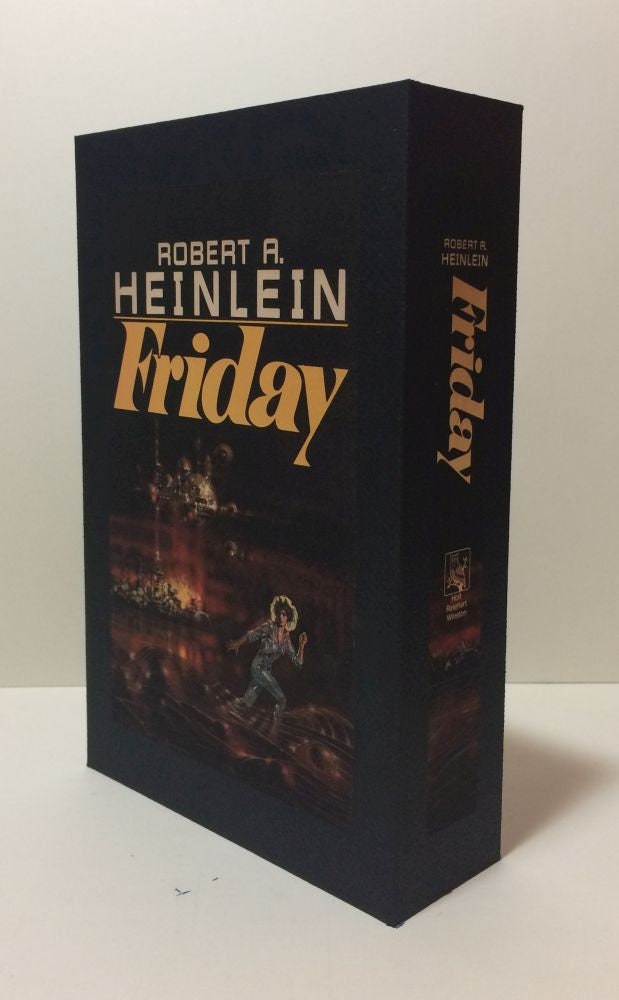 ROBERT A.
HEINLEIN
Friday
ROBERT A.
HEINLEIN
Friday
Holt
Rinehart
Winston